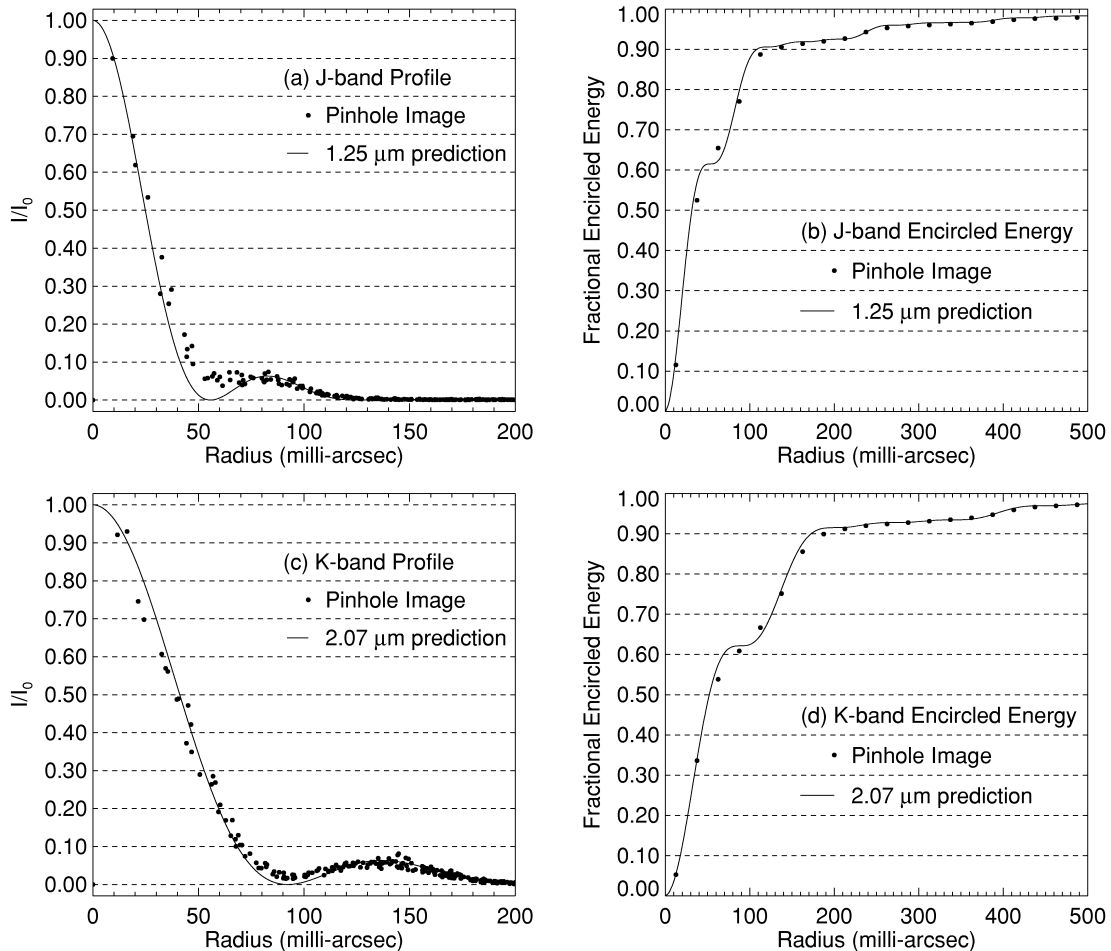 1.00
0.90
0.80
0.70
0.60
0.50
0.40
0.30
0.20
0.10
0.00
I/I0
(a) J-band Profile
Pinhole Image
1.25 μm prediction
0 50 100 150 200
Radius (milli-arcsec)
1.00
0.90
0.80
0.70
0.60
0.50
0.40
0.30
0.20
0.10
0.00
Fractional Encircled Energy
(b) J-band Encircled Energy
Pinhole Image
1.25 μm prediction
0 100 200 300 400 500
Radius (milli-arcsec)
1.00
0.90
0.80
0.70
0.60
0.50
0.40
0.30
0.20
0.10
0.00
I/I0
(c) K-band Profile
Pinhole Image
2.07 μm prediction
0 50 100 150 200
Radius (milli-arcsec)
1.00
0.90
0.80
0.70
0.60
0.50
0.40
0.30
0.20
0.10
0.00
Fractional Encircled Energy
(d) K-band Encircled Energy
Pinhole Image
2.07 μm prediction
0 100 200 300 400 500
Radius (milli-arcsec)